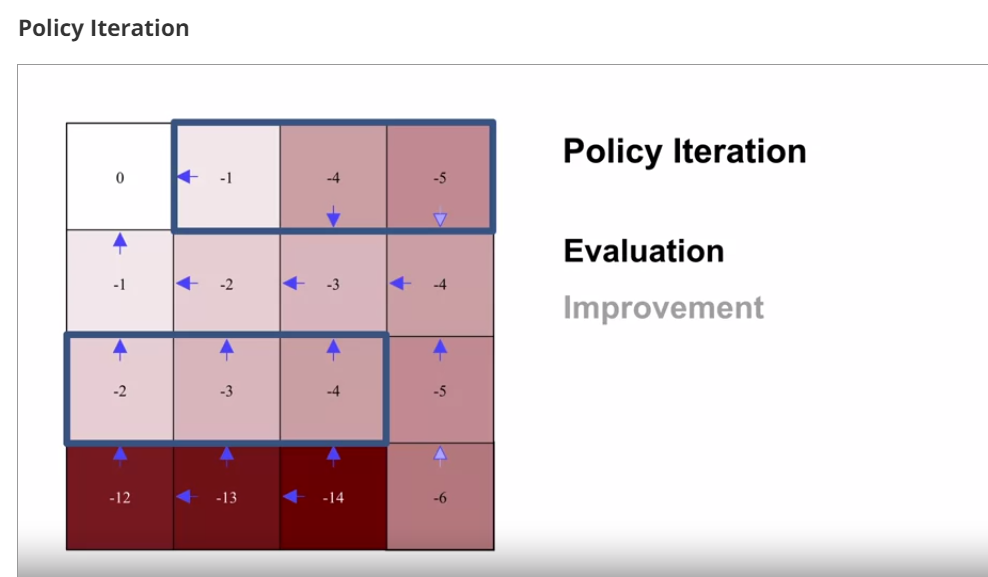 Policy Iteration
0 -1 -4 -5
-1 -2 -3 -4
-2 -3 -4 -5
-12 -13 -14 -6
Policy Iteration
Evaluation
Improvement